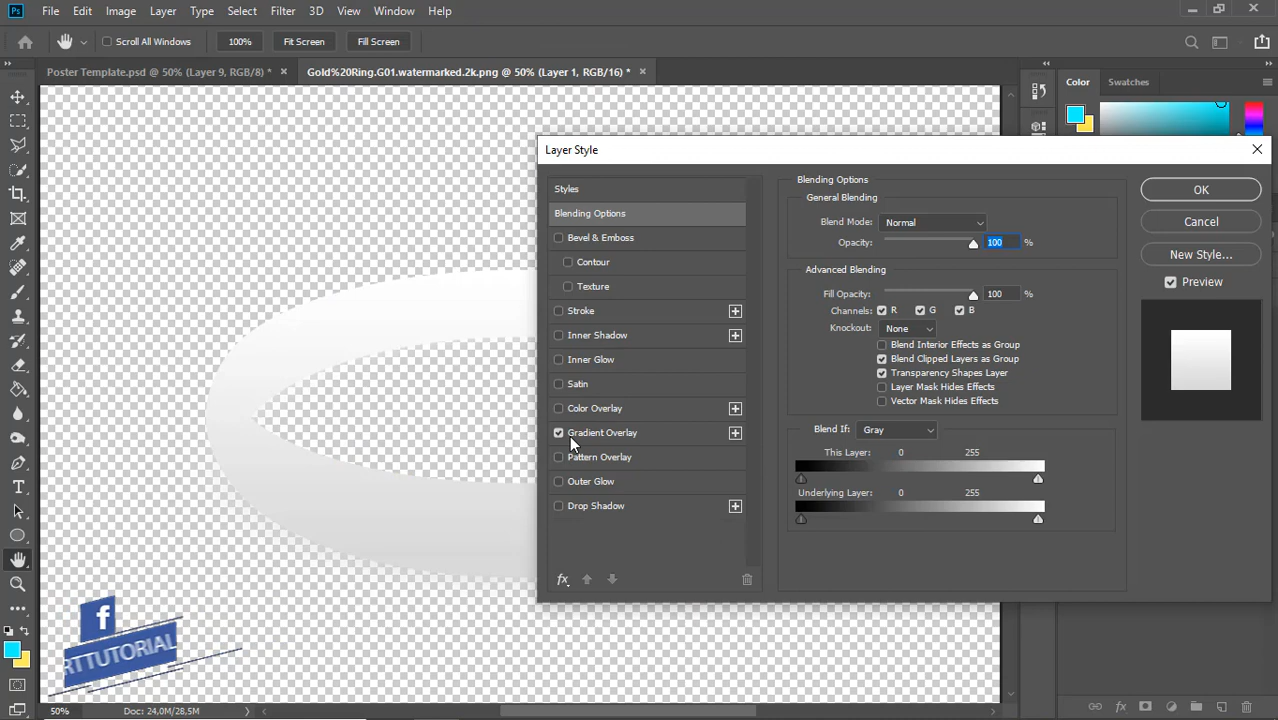 Ps File Edit Image Layer Type Select Filter 3D View Window Help
Scroll All Windows 100% Fit Screen Fill Screen
Poster Template.psd @ 50% (Layer 9, RGB/8) * × Gold%20Ring.G01.watermarked.2k.png @ 50% (Layer 1, RGB/16) * ×
Color Swatches
Layer Style
Styles
Blending Options
Bevel & Emboss
Contour
Texture
Stroke
Inner Shadow
Inner Glow
Satin
Color Overlay
Gradient Overlay
Pattern Overlay
Outer Glow
Drop Shadow
fx
Blending Options
General Blending
Blend Mode: Normal
Opacity: 100 %
Advanced Blending
Fill Opacity: 100 %
Channels: R G B
Knockout: None
Blend Interior Effects as Group
Blend Clipped Layers as Group
Transparency Shapes Layer
Layer Mask Hides Effects
Vector Mask Hides Effects
Blend If: Gray
This Layer: 0 255
Underlying Layer: 0 255
OK
Cancel
New Style...
Preview
f
RTTUTORIAL
50% Doc: 24,0M/28,5M
fx